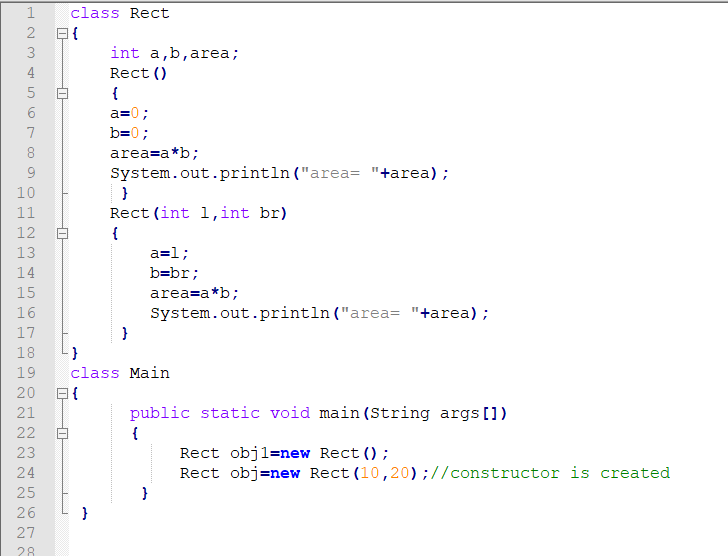 1 class Rect
2 {
3 int a,b,area;
4 Rect()
5 {
6 a=0;
7 b=0;
8 area=a*b;
9 System.out.println("area= "+area);
10 }
11 Rect(int l,int br)
12 {
13 a=l;
14 b=br;
15 area=a*b;
16 System.out.println("area= "+area);
17 }
18 }
19 class Main
20 {
21 public static void main(String args[])
22 {
23 Rect obj1=new Rect();
24 Rect obj=new Rect(10,20);//constructor is created
25 }
26 }
27
28